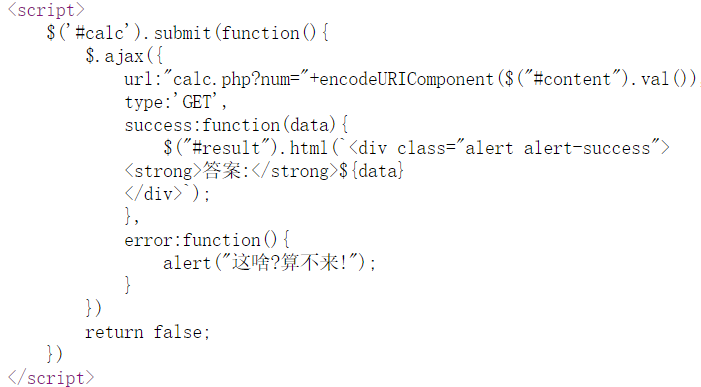 <script>
$('#calc').submit(function(){
$.ajax({
url:"calc.php?num="+encodeURIComponent($("#content").val())
type:'GET',
success:function(data){
$("#result").html(`<div class="alert alert-success">
<strong>答案:</strong>${data}
</div>`);
},
error:function(){
alert("这啥?算不来!");
}
})
return false;
})
</script>